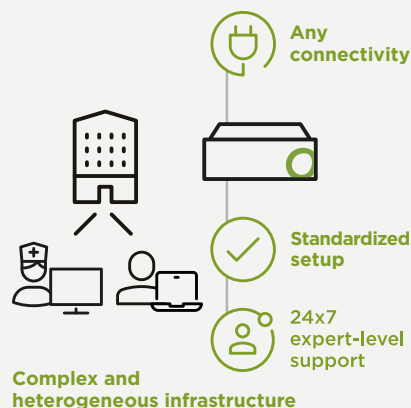 Any
connectivity
Standardized
setup
24x7
expert-level
support
Complex and
heterogeneous infrastructure